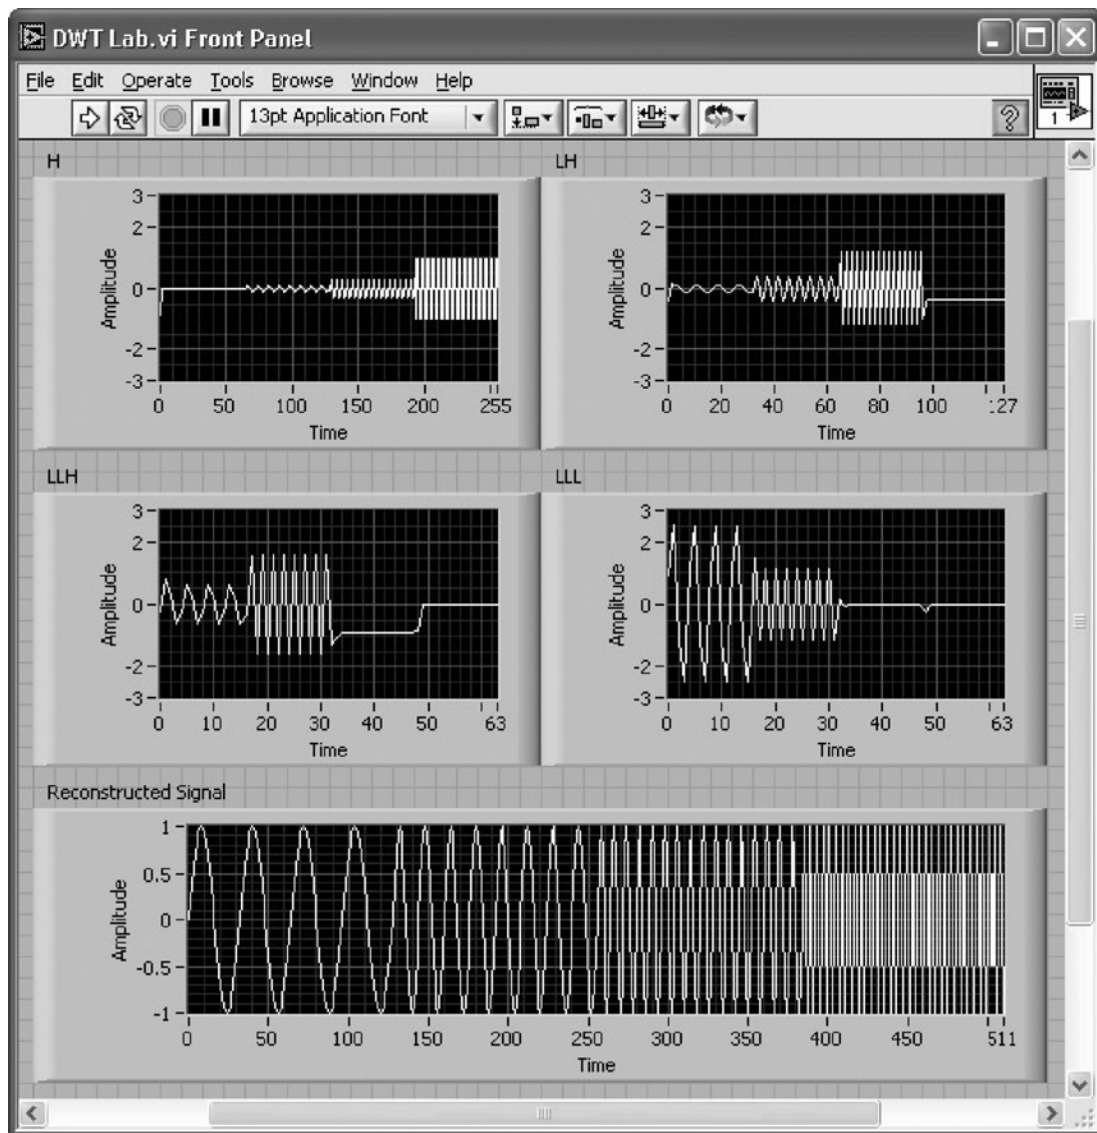 DWT Lab.vi Front Panel
File Edit Operate Tools Browse Window Help
13pt Application Font
1
H
3
2
0
-2
-3
Amplitude
0 50 100 150 200 255
Time
LH
3
2
0
-2
-3
Amplitude
0 20 40 60 80 100 :27
Time
LLH
3
2
0
-2
-3
Amplitude
0 10 20 30 40 50 63
Time
LLL
3
2
0
-2
-3
Amplitude
0 10 20 30 40 50 63
Time
Reconstructed Signal
1
0.5
0
-0.5
-1
Amplitude
0 50 100 150 200 250 300 350 400 450 511
Time